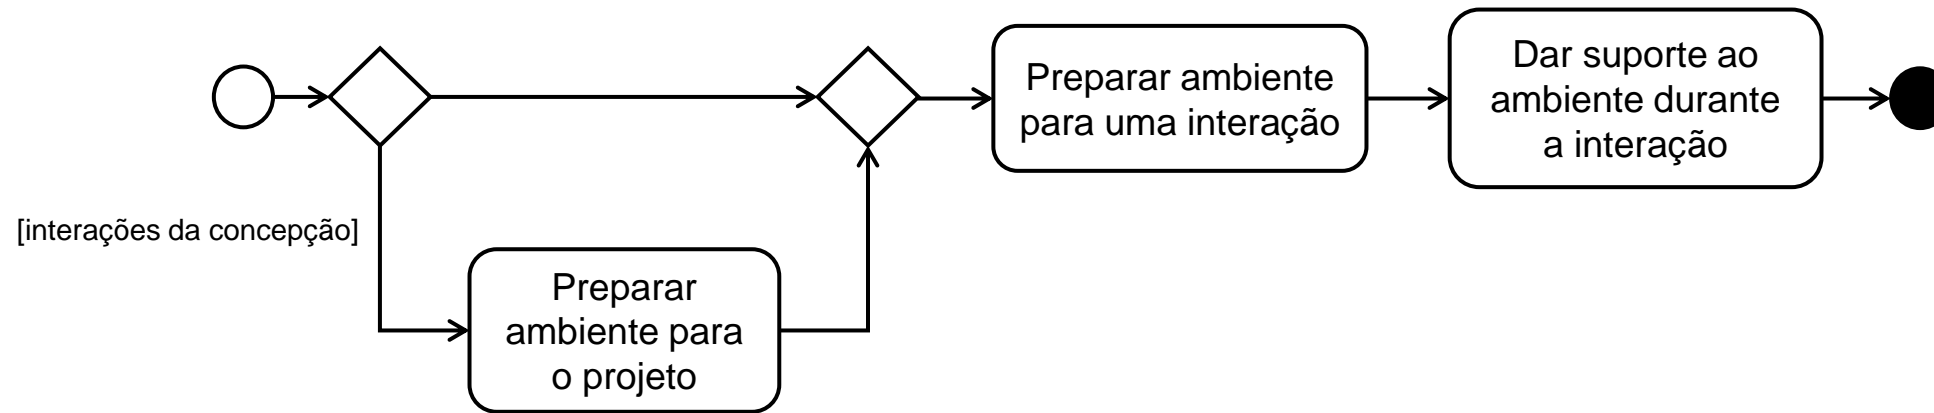 Preparar ambiente
para uma interação
Dar suporte ao
ambiente durante
a interação
[interações da concepção]
Preparar
ambiente para
o projeto